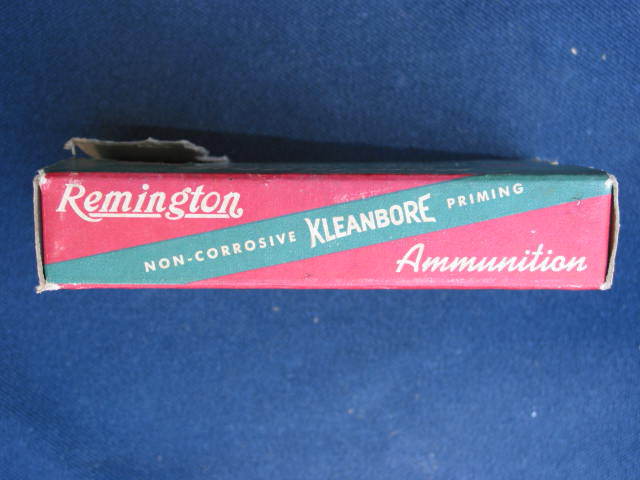 Remington
NON-CORROSIVE KLEANBORE PRIMING
Ammunition